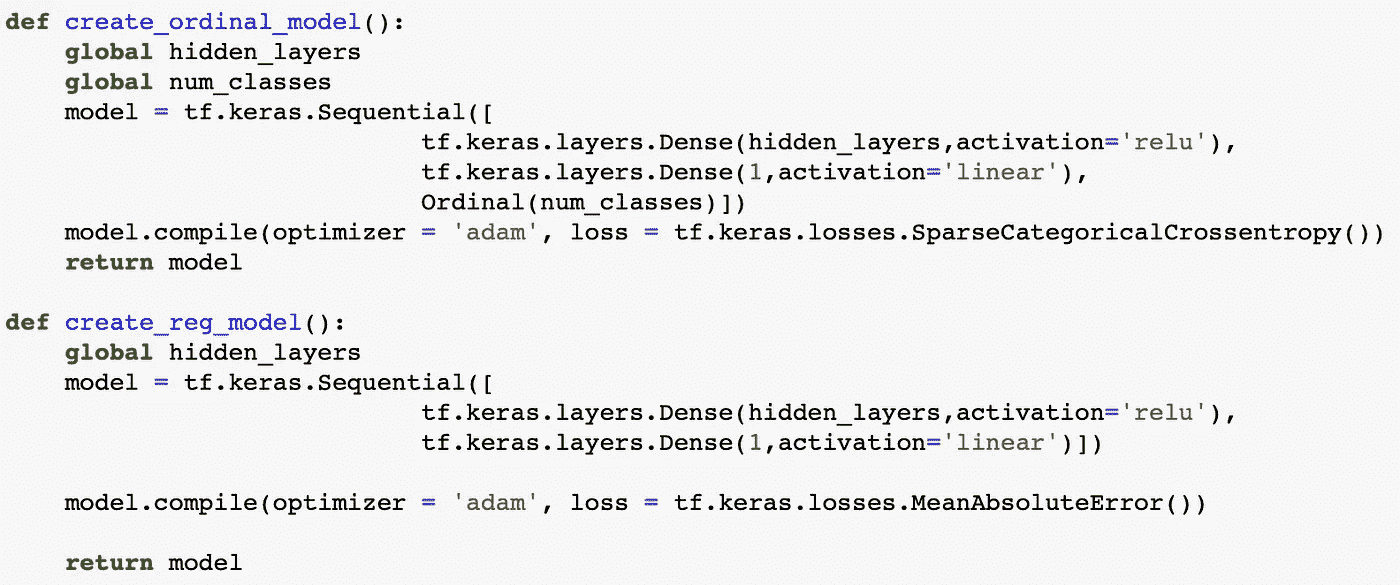 def create_ordinal_model():
    global hidden_layers
    global num_classes
    model = tf.keras.Sequential([
                            tf.keras.layers.Dense(hidden_layers,activation='relu'),
                            tf.keras.layers.Dense(1,activation='linear'),
                            Ordinal(num_classes)])
    model.compile(optimizer = 'adam', loss = tf.keras.losses.SparseCategoricalCrossentropy())
    return model

def create_reg_model():
    global hidden_layers
    model = tf.keras.Sequential([
                            tf.keras.layers.Dense(hidden_layers,activation='relu'),
                            tf.keras.layers.Dense(1,activation='linear')])

    model.compile(optimizer = 'adam', loss = tf.keras.losses.MeanAbsoluteError())

    return model